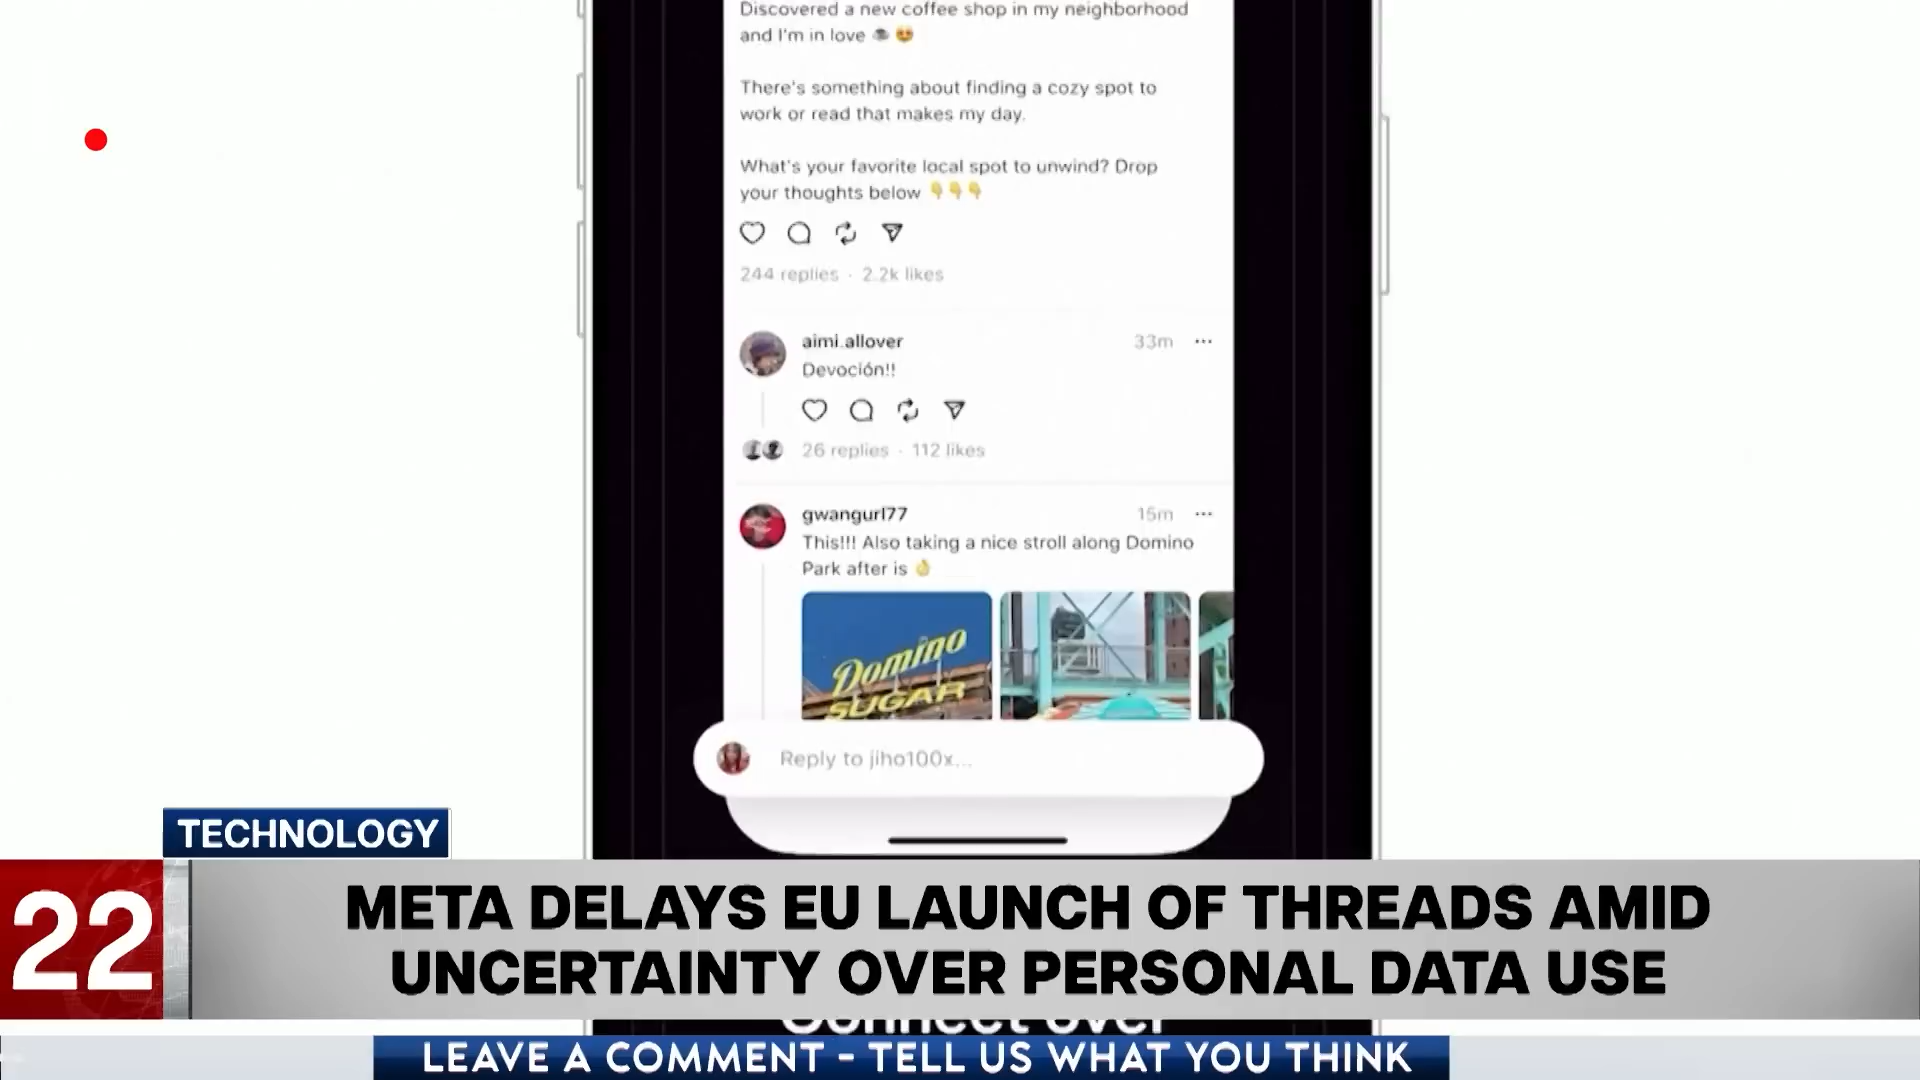 Discovered a new coffee shop in my neighborhood
and I'm in love ☕ 😍
There's something about finding a cozy spot to
work or read that makes my day.
What's your favorite local spot to unwind? Drop
your thoughts below 👇👇👇
244 replies · 2.2k likes
aimi.allover 33m ...
Devoción!!
26 replies · 112 likes
gwangurl77 15m ...
This!!! Also taking a nice stroll along Domino
Park after is 👌
Domino
SUGAR
Reply to jiho100x...
TECHNOLOGY
22
META DELAYS EU LAUNCH OF THREADS AMID
UNCERTAINTY OVER PERSONAL DATA USE
Connect over
LEAVE A COMMENT - TELL US WHAT YOU THINK